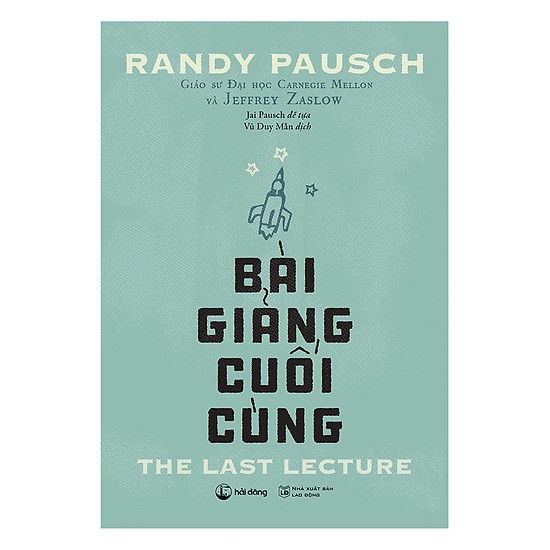 RANDY PAUSCH
GIÁO SƯ ĐẠI HỌC CARNEGIE MELLON
VÀ JEFFREY ZASLOW
Jai Pausch đề tựa
Vũ Duy Mẫn dịch
BÀI
GIẢNG
CUỐI
CÙNG
THE LAST LECTURE
hải đăng
LĐ
NHÀ XUẤT BẢN
LAO ĐỘNG